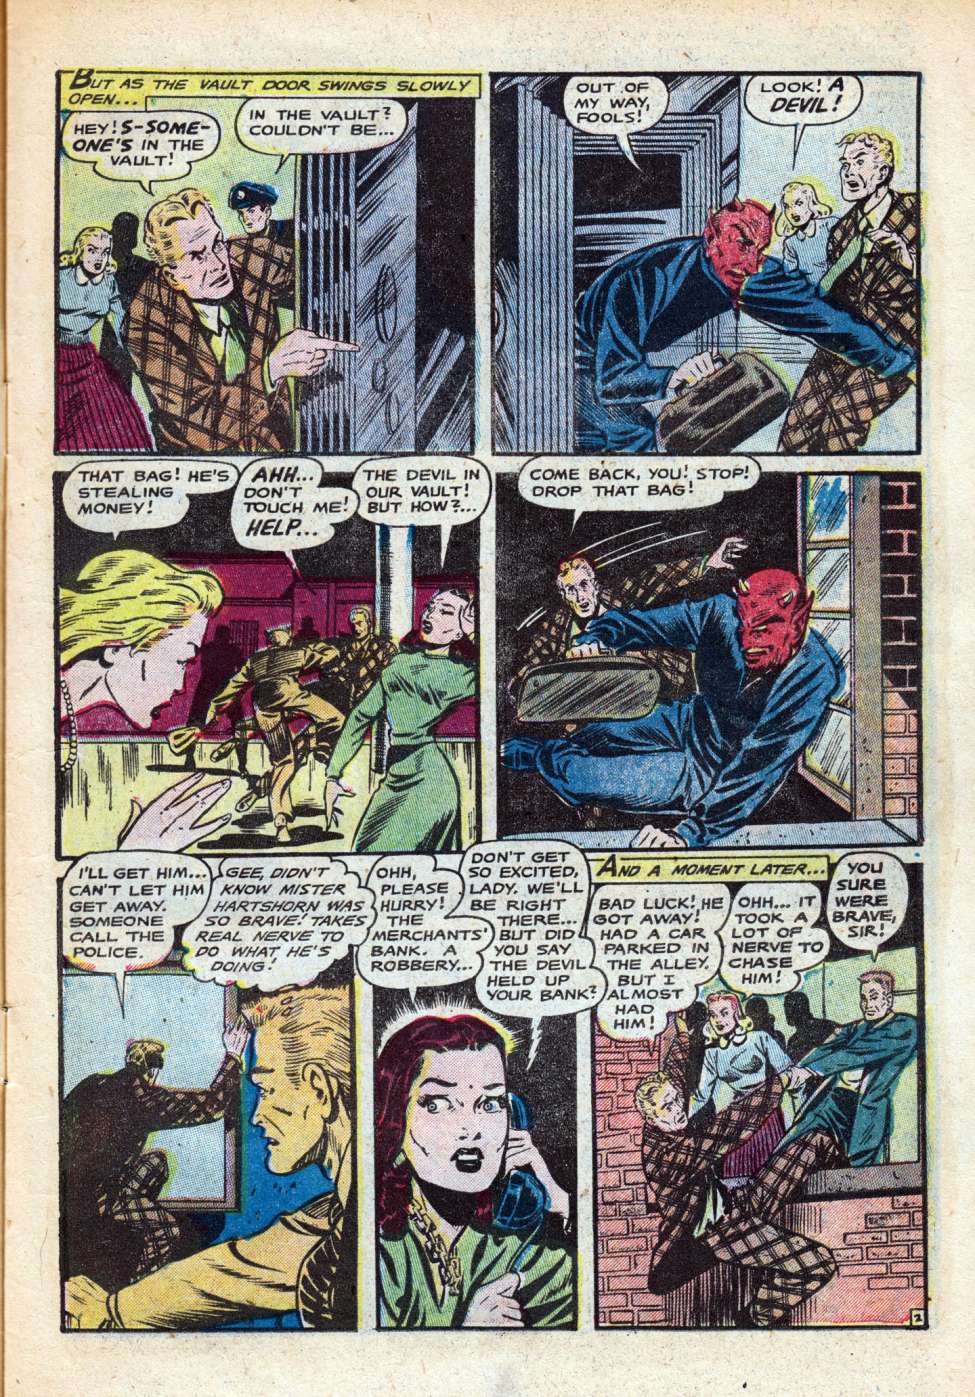 BUT AS THE VAULT DOOR SWINGS SLOWLY
OPEN...
HEY! S-SOME-
ONE'S IN THE
VAULT!
IN THE VAULT?
COULDN'T BE...
OUT OF
MY WAY,
FOOLS!
LOOK! A
DEVIL!
THAT BAG! HE'S
STEALING
MONEY!
AHH...
DON'T
TOUCH ME!
HELP...
THE DEVIL IN
OUR VAULT!
BUT HOW?...
COME BACK, YOU! STOP!
DROP THAT BAG!
I'LL GET HIM...
CAN'T LET HIM
GET AWAY.
SOMEONE
CALL THE
POLICE.
GEE, DIDN'T
KNOW MISTER
HARTSHORN WAS
SO BRAVE! TAKES
REAL NERVE TO
DO WHAT HE'S
DOING!
OHH,
PLEASE
HURRY!
THE
MERCHANTS'
BANK. A
ROBBERY...
DON'T GET
SO EXCITED,
LADY. WE'LL
BE RIGHT
THERE...
BUT DID
YOU SAY
THE DEVIL
HELD UP
YOUR BANK?
AND A MOMENT LATER...
BAD LUCK! HE
GOT AWAY!
HAD A CAR
PARKED IN
THE ALLEY.
BUT I
ALMOST
HAD
HIM!
OHH... IT
TOOK A
LOT OF
NERVE TO
CHASE
HIM!
YOU
SURE
WERE
BRAVE,
SIR!
2